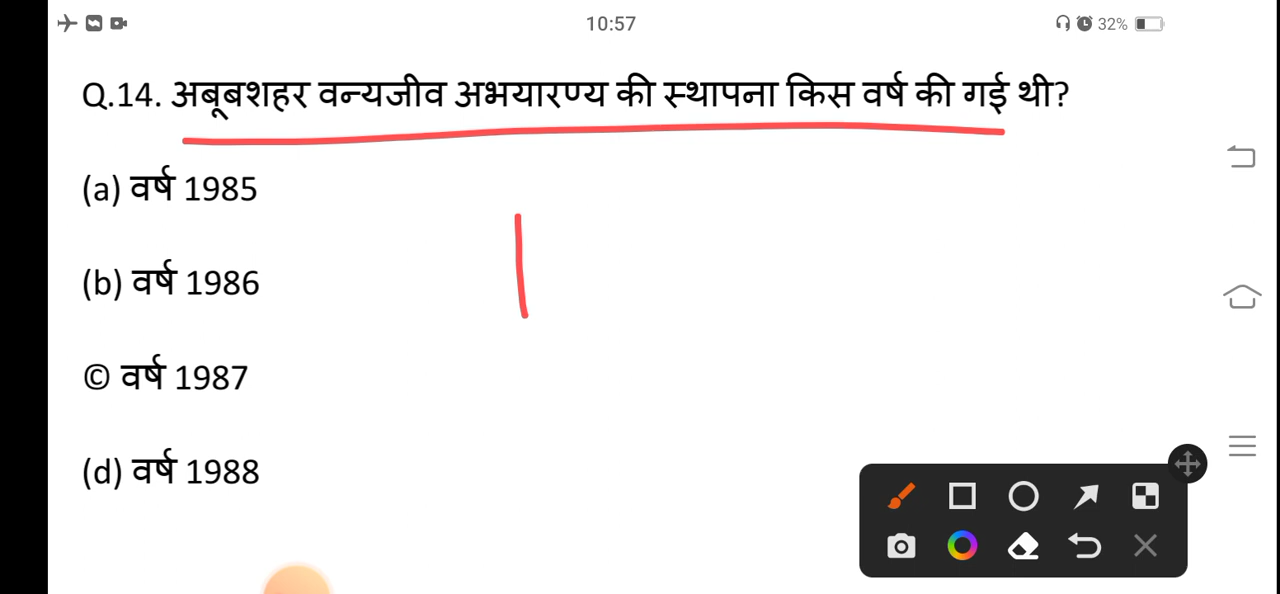 10:57
32%
Q.14. अबूबशहर वन्यजीव अभयारण्य की स्थापना किस वर्ष की गई थी?
(a) वर्ष 1985
(b) वर्ष 1986
© वर्ष 1987
(d) वर्ष 1988